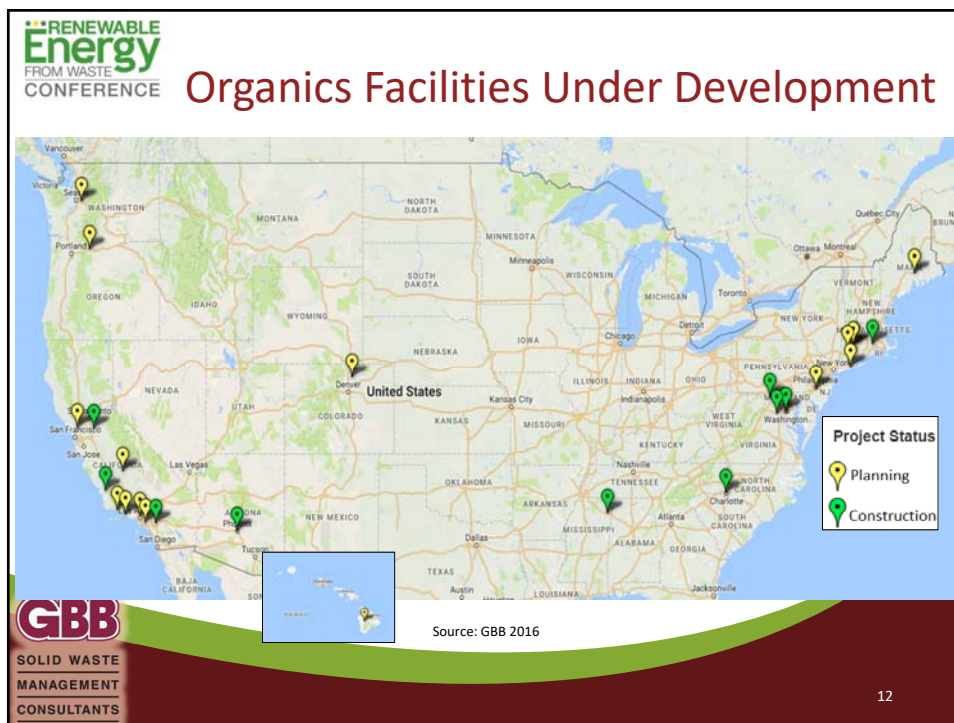 RENEWABLE
Energy
FROM WASTE
CONFERENCE
Organics Facilities Under Development
Vancouver
Victoria
WASHINGTON
Portland
OREGON
IDAHO
MONTANA
NORTH
DAKOTA
SOUTH
DAKOTA
MINNESOTA
Minneapolis
WISCONSIN
MICHIGAN
Toronto
Ottawa
Montreal
Québec City
VERMONT
NEW
HAMPSHIRE
NEW YORK
RI
WYOMING
NEBRASKA
IOWA
Chicago
Detroit
PENNSYLVANIA
New York
NJ
Denver
United States
NEVADA
UTAH
COLORADO
KANSAS
Kansas City
MISSOURI
ILLINOIS
INDIANA
Indianapolis
OHIO
WEST
VIRGINIA
Washington
DE
VIRGINIA
KENTUCKY
San Francisco
San Jose
Las Vegas
San Diego
BAJA
CALIFORNIA
Tucson
NEW MEXICO
OKLAHOMA
ARKANSAS
Nashville
TENNESSEE
NORTH
CAROLINA
Charlotte
SOUTH
CAROLINA
Atlanta
MISSISSIPPI
ALABAMA
GEORGIA
Dallas
TEXAS
Austin
LOUISIANA
Jacksonville
Project Status
Planning
Construction
GBB
SOLID WASTE
MANAGEMENT
CONSULTANTS
Source: GBB 2016
12